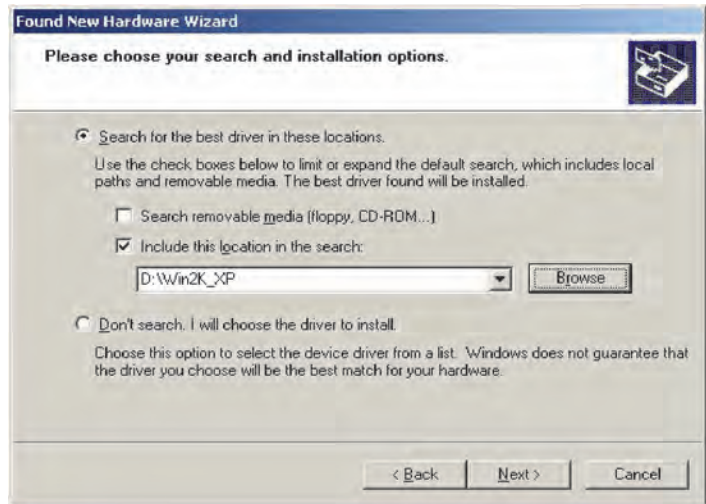 Found New Hardware Wizard
Please choose your search and installation options.
Search for the best driver in these locations.
Use the check boxes below to limit or expand the default search, which includes local
paths and removable media. The best driver found will be installed.
Search removable media (floppy, CD-ROM...)
Include this location in the search:
D:\Win2K_XP
Browse
Don't search. I will choose the driver to install.
Choose this option to select the device driver from a list. Windows does not guarantee that
the driver you choose will be the best match for your hardware.
< Back Next > Cancel